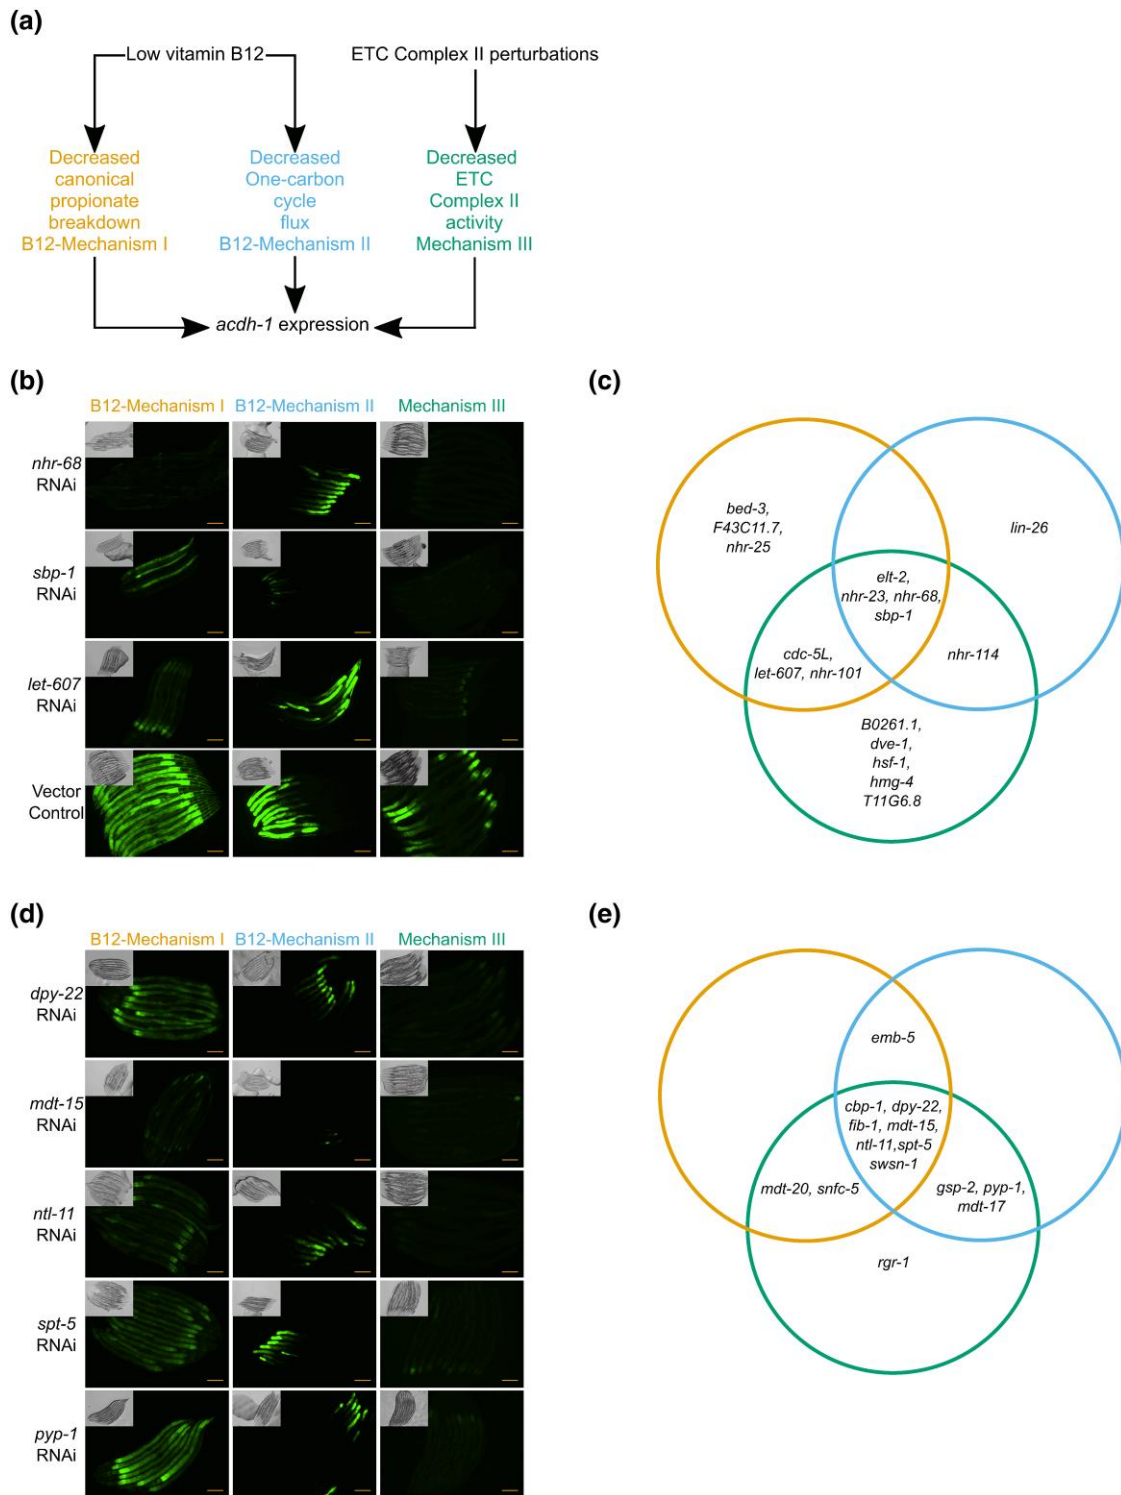 (a)
Low vitamin B12
ETC Complex II perturbations
Decreased
canonical
propionate
breakdown
B12-Mechanism I
Decreased
One-carbon
cycle
flux
B12-Mechanism II
Decreased
ETC
Complex II
activity
Mechanism III
acdh-1 expression
(b)
B12-Mechanism I
B12-Mechanism II
Mechanism III
nhr-68
RNAi
sbp-1
RNAi
let-607
RNAi
Vector
Control
(c)
bed-3,
F43C11.7,
nhr-25
lin-26
elt-2,
nhr-23, nhr-68,
sbp-1
cdc-5L,
let-607, nhr-101
nhr-114
B0261.1,
dve-1,
hsf-1,
hmg-4
T11G6.8
(d)
B12-Mechanism I
B12-Mechanism II
Mechanism III
dpy-22
RNAi
mdt-15
RNAi
ntl-11
RNAi
spt-5
RNAi
pyp-1
RNAi
(e)
emb-5
cbp-1, dpy-22,
fib-1, mdt-15,
ntl-11,spt-5
swsn-1
mdt-20, snfc-5
gsp-2, pyp-1,
mdt-17
rgr-1